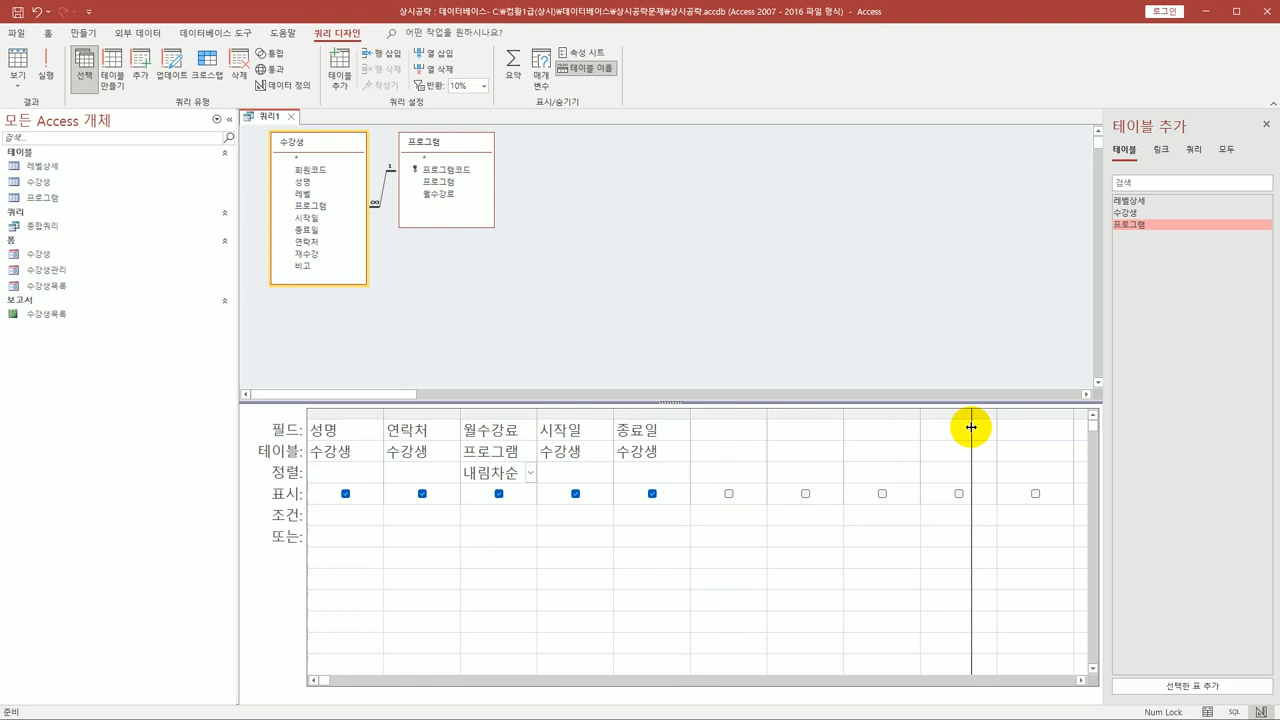 상시공략 : 데이터베이스- C:₩컴활1급(상시)₩데이터베이스₩상시공략문제₩상시공략.accdb (Access 2007 - 2016 파일 형식) - Access
로그인
파일 홈 만들기 외부 데이터 데이터베이스 도구 도움말 쿼리 디자인 어떤 작업을 원하시나요?
보기
실행
선택
테이블 만들기
추가
업데이트
크로스탭
삭제
통합
통과
데이터 정의
테이블 추가
행 삽입
행 삭제
작성기
열 삽입
열 삭제
반환: 10%
요약
매개 변수
속성 시트
테이블 이름
결과
쿼리 유형
쿼리 설정
표시/숨기기
모든 Access 개체
검색...
테이블
레벨상세
수강생
프로그램
쿼리
종합쿼리
폼
수강생
수강생관리
수강생목록
보고서
수강생목록
쿼리1
수강생
*
회원코드
성명
레벨
프로그램
시작일
종료일
연락처
재수강
비고
1
∞
프로그램
*
프로그램코드
프로그램
월수강료
필드: 성명 연락처 월수강료 시작일 종료일
테이블: 수강생 수강생 프로그램 수강생 수강생
정렬: 내림차순
표시:
조건:
또는:
테이블 추가
테이블 링크 쿼리 모두
검색
레벨상세
수강생
프로그램
선택한 표 추가
준비
Num Lock
SQL